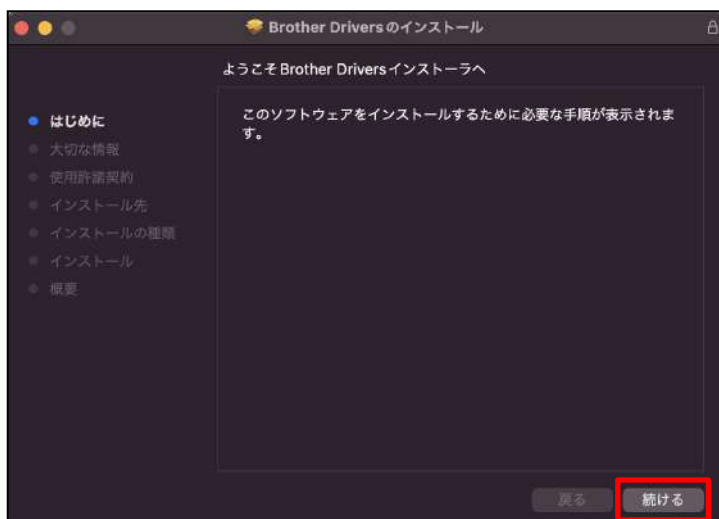 Brother Driversのインストール
ようこそBrother Driversインストーラへ
はじめに
大切な情報
使用許諾契約
インストール先
インストールの種類
インストール
概要
このソフトウェアをインストールするために必要な手順が表示されま
す。
戻る
続ける